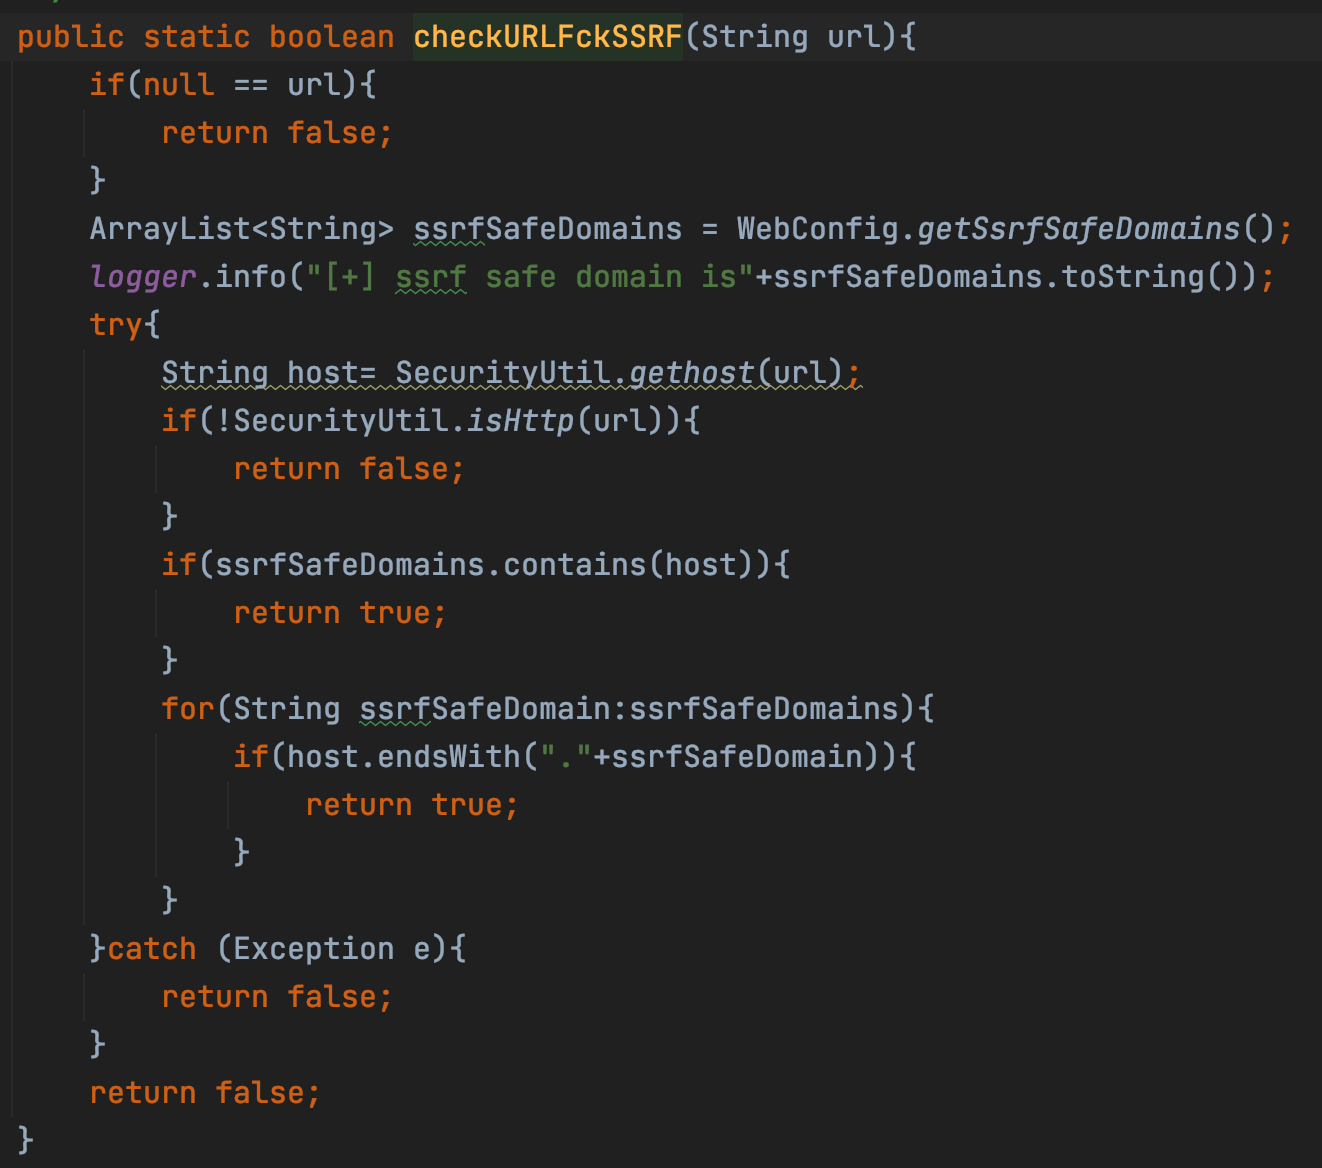 public static boolean checkURLFckSSRF(String url){
    if(null == url){
        return false;
    }
    ArrayList<String> ssrfSafeDomains = WebConfig.getSsrfSafeDomains();
    logger.info("[+] ssrf safe domain is"+ssrfSafeDomains.toString());
    try{
        String host= SecurityUtil.gethost(url);
        if(!SecurityUtil.isHttp(url)){
            return false;
        }
        if(ssrfSafeDomains.contains(host)){
            return true;
        }
        for(String ssrfSafeDomain:ssrfSafeDomains){
            if(host.endsWith("."+ssrfSafeDomain)){
                return true;
            }
        }
    }catch (Exception e){
        return false;
    }
    return false;
}